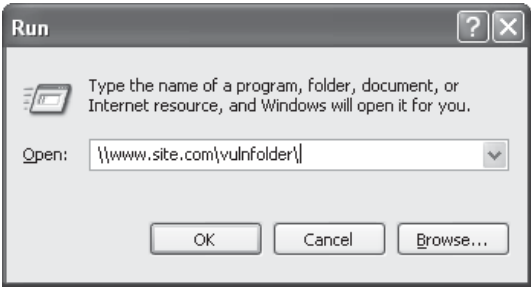 Run
Type the name of a program, folder, document, or
Internet resource, and Windows will open it for you.
Open: \\www.site.com\vulnfolder\
OK Cancel Browse...